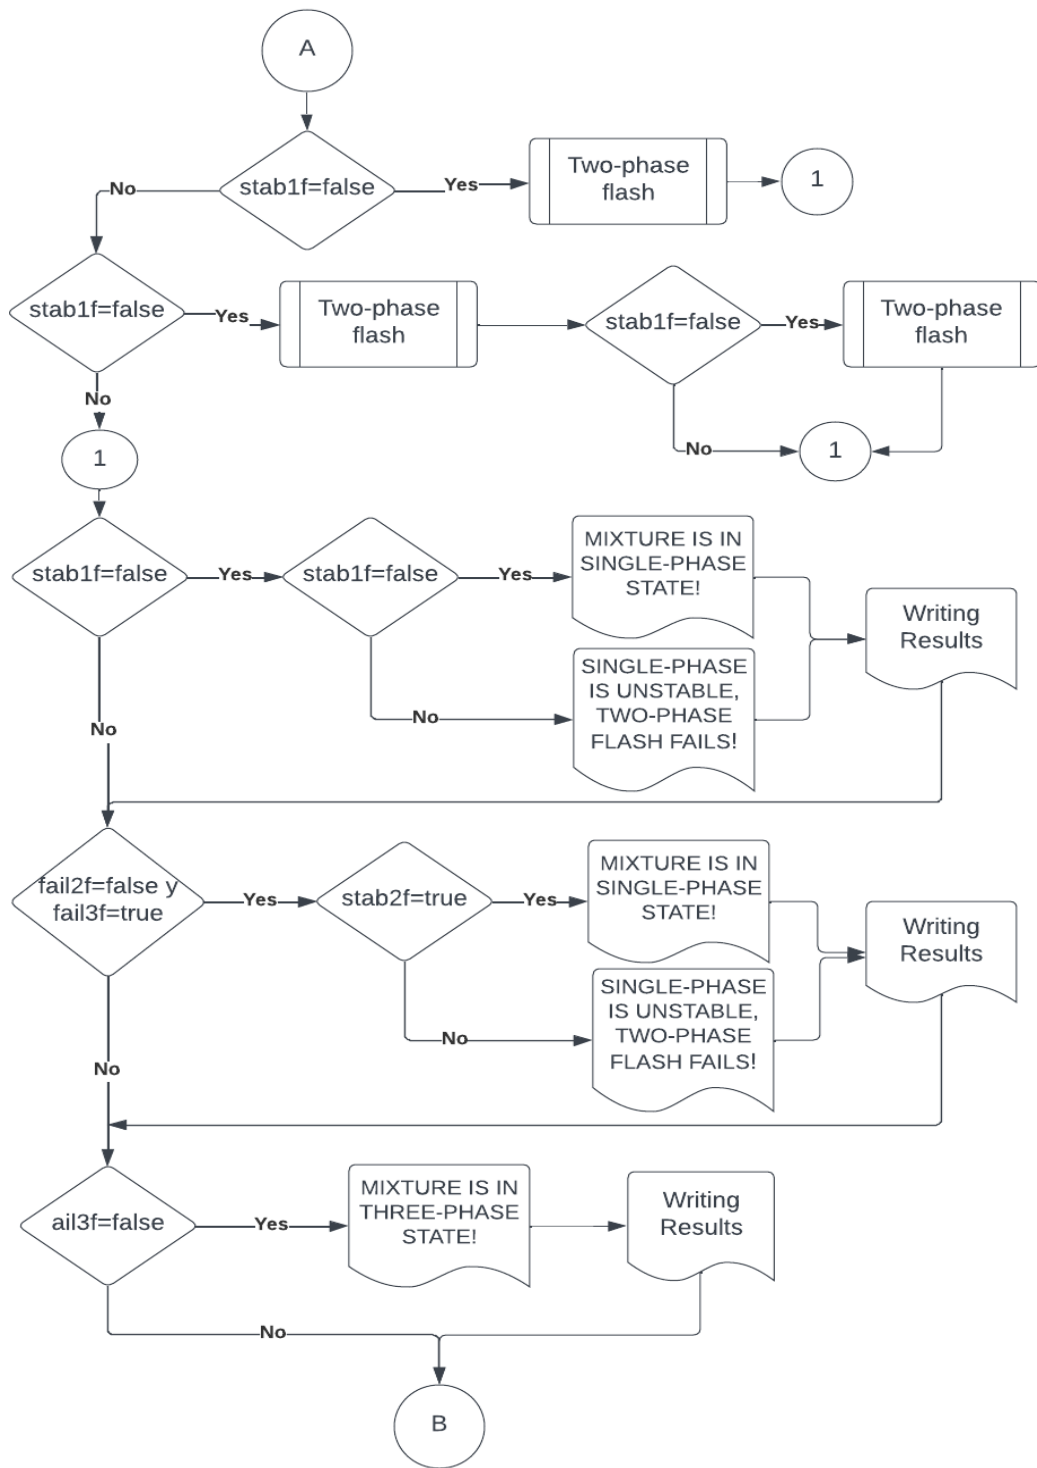 A
stab1f=false
Yes
Two-phase
flash
1
No
stab1f=false
Yes
Two-phase
flash
stab1f=false
Yes
Two-phase
flash
No
1
No
1
stab1f=false
Yes
stab1f=false
Yes
MIXTURE IS IN
SINGLE-PHASE
STATE!
Writing
Results
No
SINGLE-PHASE
IS UNSTABLE,
TWO-PHASE
FLASH FAILS!
No
fail2f=false y
fail3f=true
Yes
stab2f=true
Yes
MIXTURE IS IN
SINGLE-PHASE
STATE!
Writing
Results
No
SINGLE-PHASE
IS UNSTABLE,
TWO-PHASE
FLASH FAILS!
No
ail3f=false
Yes
MIXTURE IS IN
THREE-PHASE
STATE!
Writing
Results
No
B